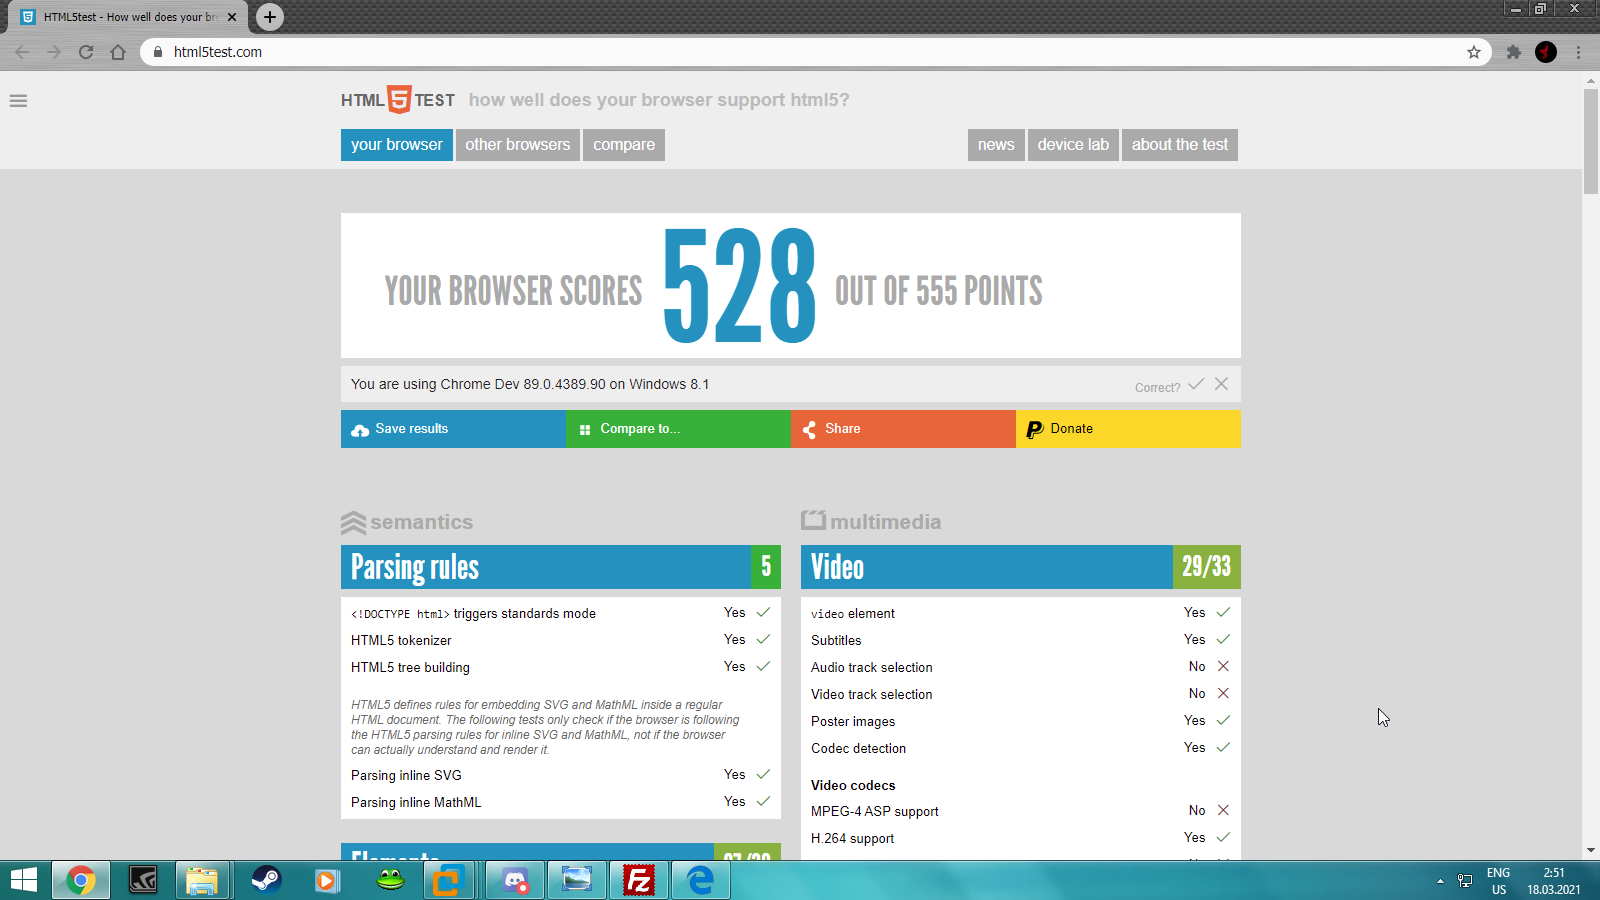 HTML5test - How well does your br
html5test.com
HTML 5 TEST how well does your browser support html5?
your browser other browsers compare news device lab about the test
YOUR BROWSER SCORES 528 OUT OF 555 POINTS
You are using Chrome Dev 89.0.4389.90 on Windows 8.1 Correct?
Save results Compare to... Share Donate
semantics
Parsing rules 5
<!DOCTYPE html> triggers standards mode Yes
HTML5 tokenizer Yes
HTML5 tree building Yes
HTML5 defines rules for embedding SVG and MathML inside a regular
HTML document. The following tests only check if the browser is following
the HTML5 parsing rules for inline SVG and MathML, not if the browser
can actually understand and render it.
Parsing inline SVG Yes
Parsing inline MathML Yes
Elements
multimedia
Video 29/33
video element Yes
Subtitles Yes
Audio track selection No
Video track selection No
Poster images Yes
Codec detection Yes
Video codecs
MPEG-4 ASP support No
H.264 support Yes
Fz
ENG
US
2:51
18.03.2021